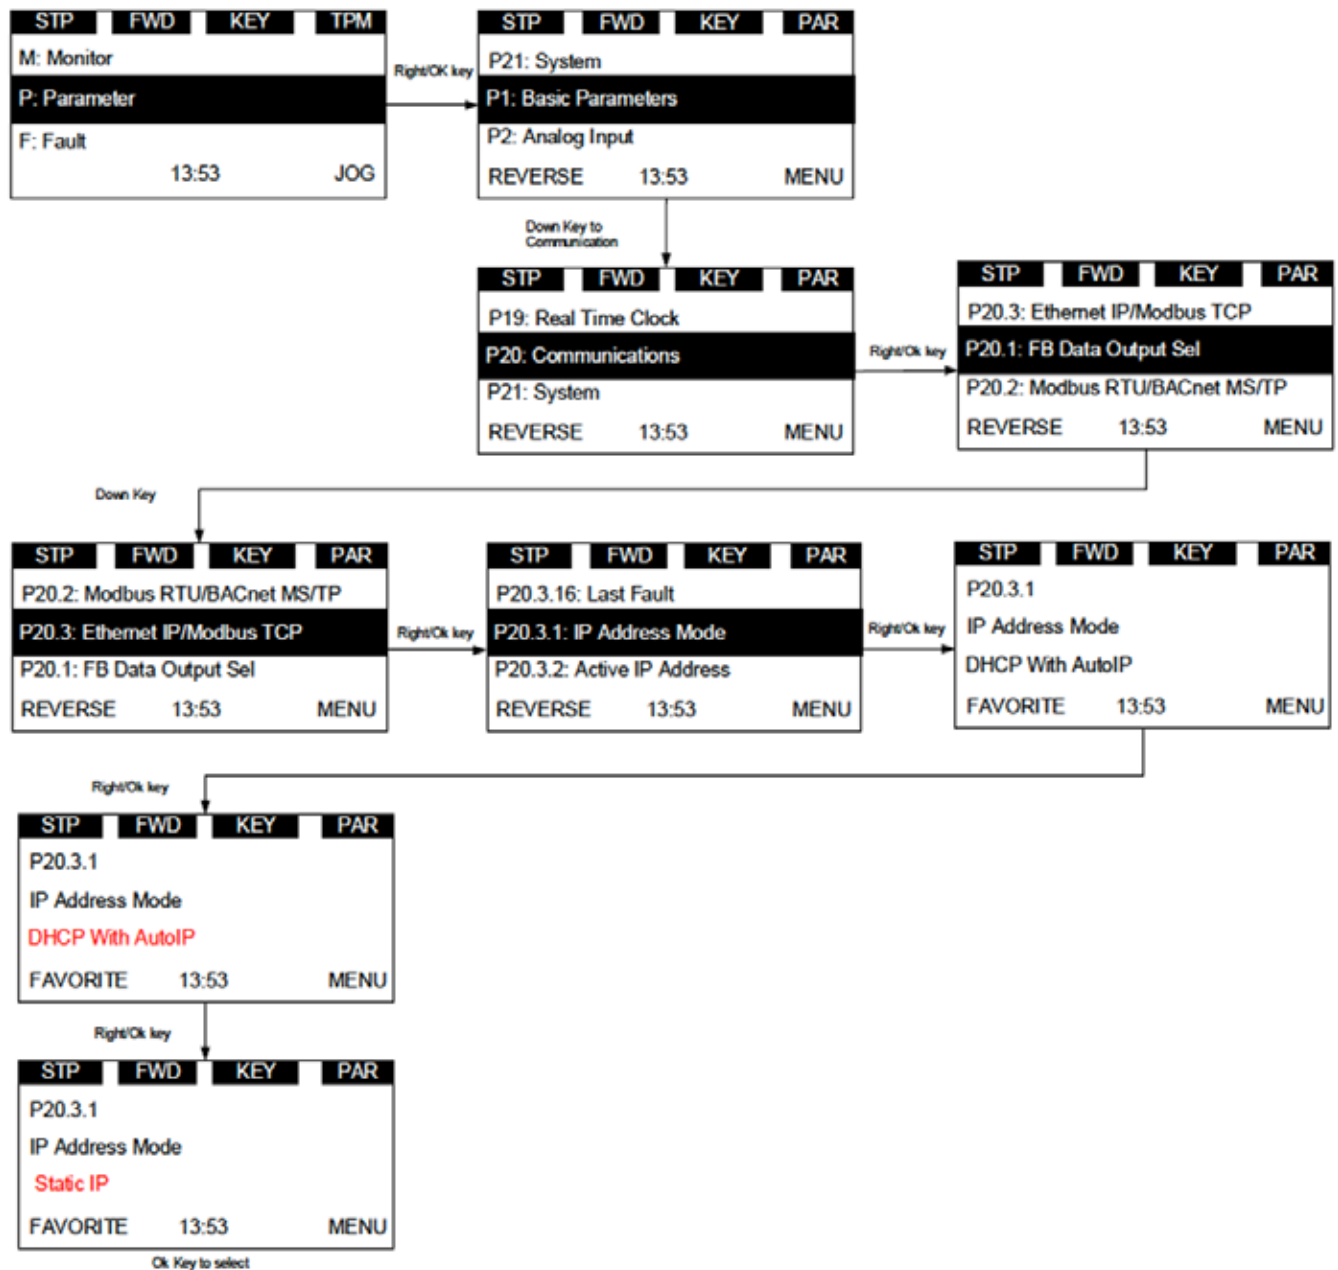 STP FWD KEY TPM
M: Monitor
P: Parameter
F: Fault
13:53 JOG
Right/OK key
STP FWD KEY PAR
P21: System
P1: Basic Parameters
P2: Analog Input
REVERSE 13:53 MENU
Down Key to
Communication
STP FWD KEY PAR
P19: Real Time Clock
P20: Communications
P21: System
REVERSE 13:53 MENU
Right/Ok key
STP FWD KEY PAR
P20.3: Ethernet IP/Modbus TCP
P20.1: FB Data Output Sel
P20.2: Modbus RTU/BACnet MS/TP
REVERSE 13:53 MENU
Down Key
STP FWD KEY PAR
P20.2: Modbus RTU/BACnet MS/TP
P20.3: Ethernet IP/Modbus TCP
P20.1: FB Data Output Sel
REVERSE 13:53 MENU
Right/Ok key
STP FWD KEY PAR
P20.3.16: Last Fault
P20.3.1: IP Address Mode
P20.3.2: Active IP Address
REVERSE 13:53 MENU
Right/Ok key
STP FWD KEY PAR
P20.3.1
IP Address Mode
DHCP With AutoIP
FAVORITE 13:53 MENU
Right/Ok key
STP FWD KEY PAR
P20.3.1
IP Address Mode
DHCP With AutoIP
FAVORITE 13:53 MENU
Right/Ok key
STP FWD KEY PAR
P20.3.1
IP Address Mode
Static IP
FAVORITE 13:53 MENU
Ok Key to select